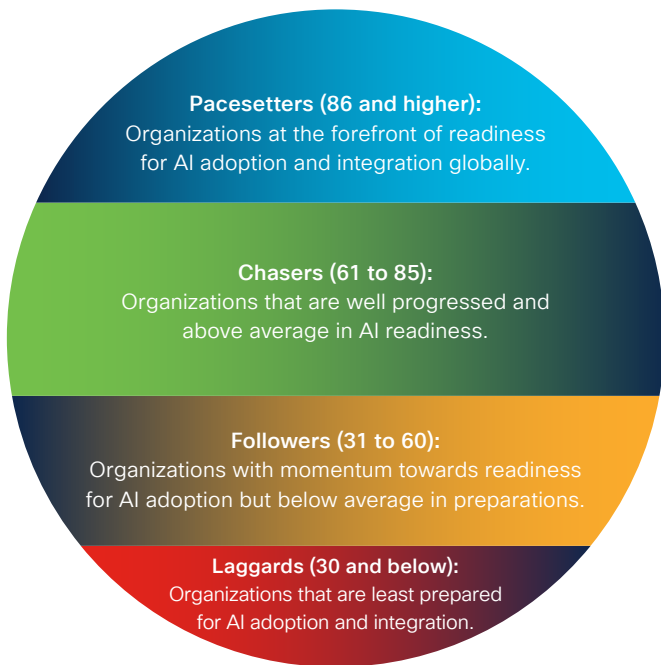 Pacesetters (86 and higher):
Organizations at the forefront of readiness
for AI adoption and integration globally.
Chasers (61 to 85):
Organizations that are well progressed and
above average in AI readiness.
Followers (31 to 60):
Organizations with momentum towards readiness
for AI adoption but below average in preparations.
Laggards (30 and below):
Organizations that are least prepared
for AI adoption and integration.